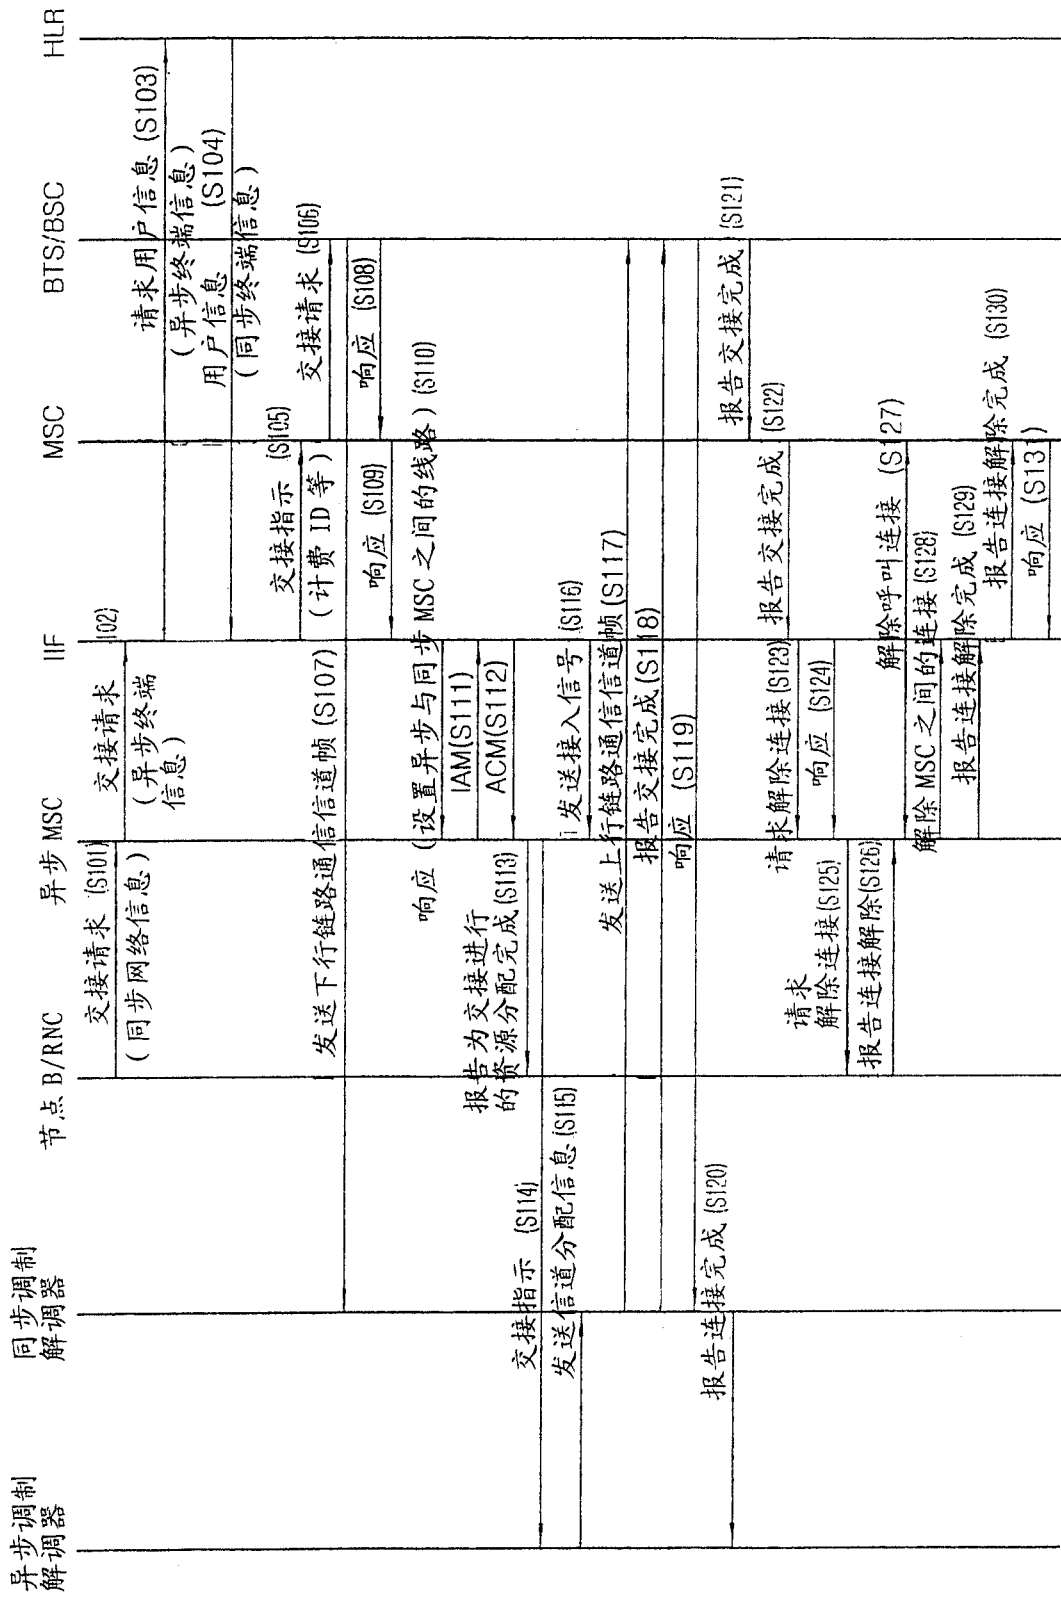 异步调制
解调器
同步调制
解调器
节点 B/RNC
异步 MSC
IIF
MSC
BTS/BSC
HLR
交接请求 (S101)
(同步网络信息)
交接请求
102)
(异步终端
信息)
请求用户信息 (S103)
(异步终端信息)
用户信息 (S104)
(同步终端信息)
交接指示 (S105)
(计费 ID 等)
交接请求 (S106)
发送下行链路通信信道帧 (S107)
响应 (S108)
响应 (S109)
响应 (设置异步与同步 MSC 之间的线路) (S110)
IAM(S111)
ACM(S112)
报告为交接进行
的资源分配完成 (S113)
交接指示 (S114)
发送信道分配信息 (S115)
发送接入信号 (S116)
发送上行链路通信信道帧 (S117)
报告交接完成 (S118)
响应 (S119)
报告连接完成 (S120)
报告交接完成 (S121)
报告交接完成 (S122)
请求解除连接 (S123)
响应 (S124)
请求
解除连接 (S125)
报告连接解除 (S126)
解除呼叫连接 (S127)
解除 MSC 之间的连接 (S128)
报告连接解除完成 (S129)
报告连接解除完成 (S130)
响应 (S131)